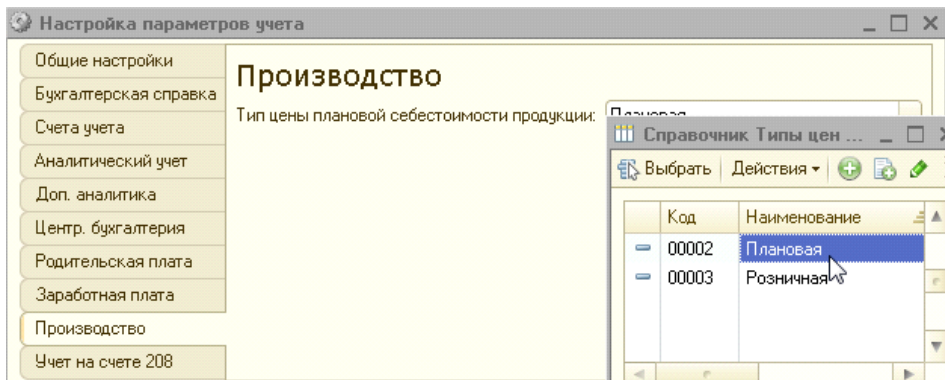 Настройка параметров учета
Общие настройки
Бухгалтерская справка
Счета учета
Аналитический учет
Доп. аналитика
Центр. бухгалтерия
Родительская плата
Заработная плата
Производство
Учет на счете 208
Производство
Тип цены плановой себестоимости продукции: Плановая
Справочник Типы цен ...
Выбрать Действия
Код Наименование
00002 Плановая
00003 Розничная